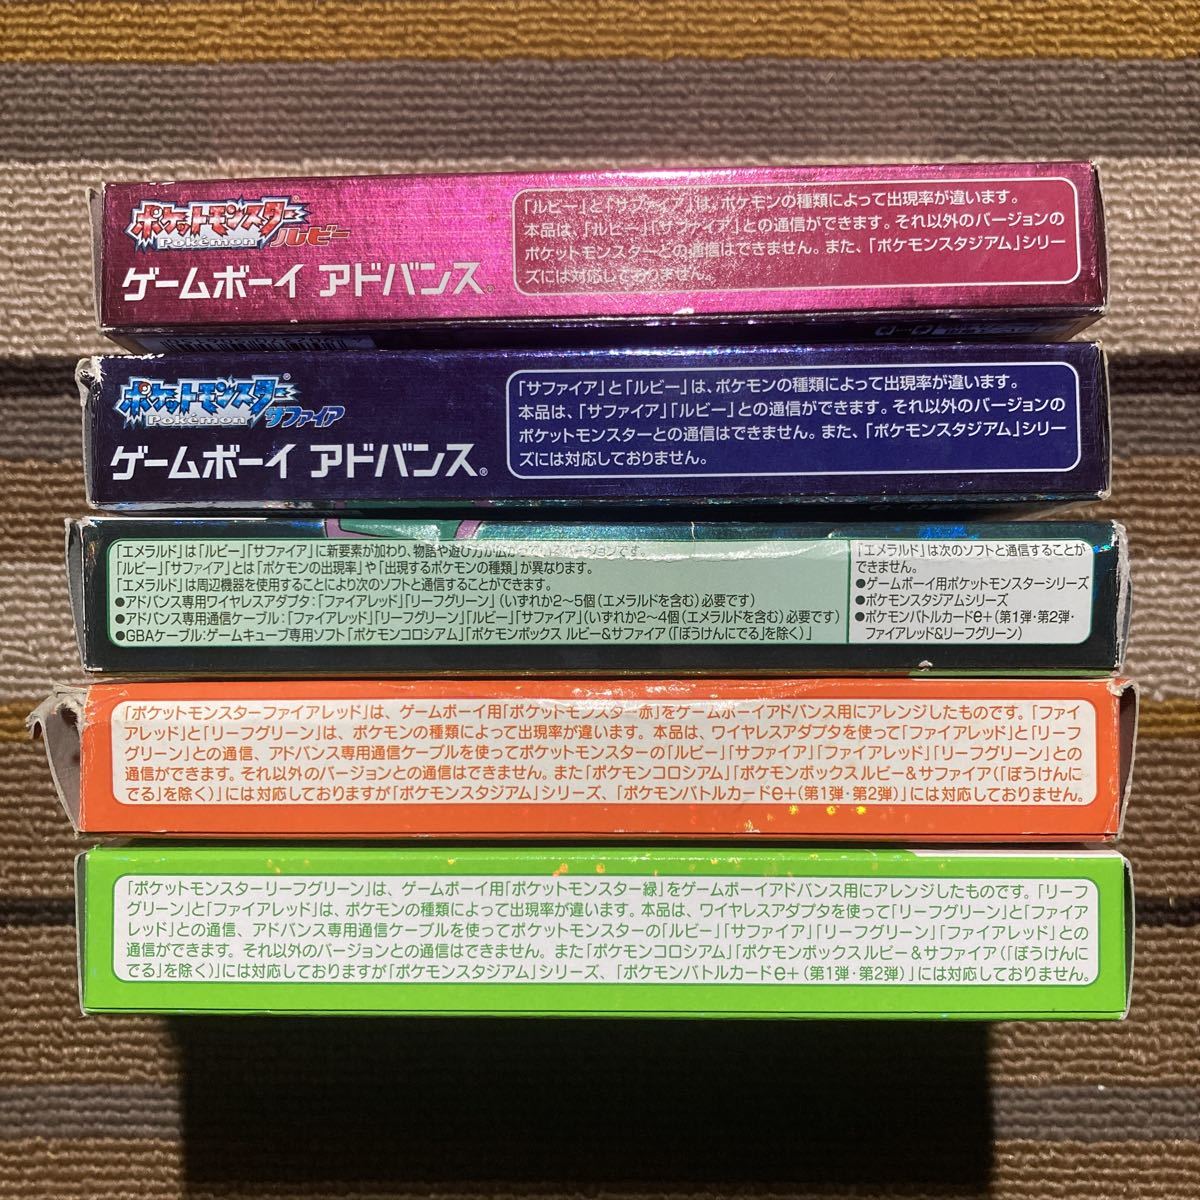 ポケットモンスター
Pokémon ルビー
ゲームボーイ アドバンス®
「ルビー」と「サファイア」は、ポケモンの種類によって出現率が違います。
本品は、「ルビー」「サファイア」との通信ができます。それ以外のバージョンの
ポケットモンスターとの通信はできません。また、「ポケモンスタジアム」シリー
ズには対応しておりません。
ポケットモンスター®
Pokémon サファイア
ゲームボーイ アドバンス®
「サファイア」と「ルビー」は、ポケモンの種類によって出現率が違います。
本品は、「サファイア」「ルビー」との通信ができます。それ以外のバージョンの
ポケットモンスターとの通信はできません。また、「ポケモンスタジアム」シリー
ズには対応しておりません。
「エメラルド」は「ルビー」「サファイア」に新要素が加わり、物語や遊び方が広がっているバージョンです。
「ルビー」「サファイア」とは「ポケモンの出現率」や「出現するポケモンの種類」が異なります。
「エメラルド」は周辺機器を使用することにより次のソフトと通信することができます。
●アドバンス専用ワイヤレスアダプタ：「ファイアレッド」「リーフグリーン」（いずれか2〜5個（エメラルドを含む）必要です）
●アドバンス専用通信ケーブル：「ファイアレッド」「リーフグリーン」「ルビー」「サファイア」（いずれか2〜4個（エメラルドを含む）必要です）
●GBAケーブル：ゲームキューブ専用ソフト「ポケモンコロシアム」「ポケモンボックス ルビー&サファイア（「ぼうけんにでる」を除く）」
「エメラルド」は次のソフトと通信することが
できません。
●ゲームボーイ用ポケットモンスターシリーズ
●ポケモンスタジアムシリーズ
●ポケモンバトルカードe+（第1弾・第2弾・
ファイアレッド&リーフグリーン）
「ポケットモンスターファイアレッド」は、ゲームボーイ用「ポケットモンスター赤」をゲームボーイアドバンス用にアレンジしたものです。「ファイ
アレッド」と「リーフグリーン」は、ポケモンの種類によって出現率が違います。本品は、ワイヤレスアダプタを使って「ファイアレッド」と「リーフ
グリーン」との通信、アドバンス専用通信ケーブルを使ってポケットモンスターの「ルビー」「サファイア」「ファイアレッド」「リーフグリーン」との
通信ができます。それ以外のバージョンとの通信はできません。また「ポケモンコロシアム」「ポケモンボックスルビー&サファイア（「ぼうけんに
でる」を除く）」には対応しておりますが「ポケモンスタジアム」シリーズ、「ポケモンバトルカードe+（第1弾・第2弾）」には対応しておりません。
「ポケットモンスターリーフグリーン」は、ゲームボーイ用「ポケットモンスター緑」をゲームボーイアドバンス用にアレンジしたものです。「リーフ
グリーン」と「ファイアレッド」は、ポケモンの種類によって出現率が違います。本品は、ワイヤレスアダプタを使って「リーフグリーン」と「ファイア
レッド」との通信、アドバンス専用通信ケーブルを使ってポケットモンスターの「ルビー」「サファイア」「リーフグリーン」「ファイアレッド」との
通信ができます。それ以外のバージョンとの通信はできません。また「ポケモンコロシアム」「ポケモンボックスルビー&サファイア（「ぼうけんに
でる」を除く）」には対応しておりますが「ポケモンスタジアム」シリーズ、「ポケモンバトルカードe+（第1弾・第2弾）」には対応しておりません。